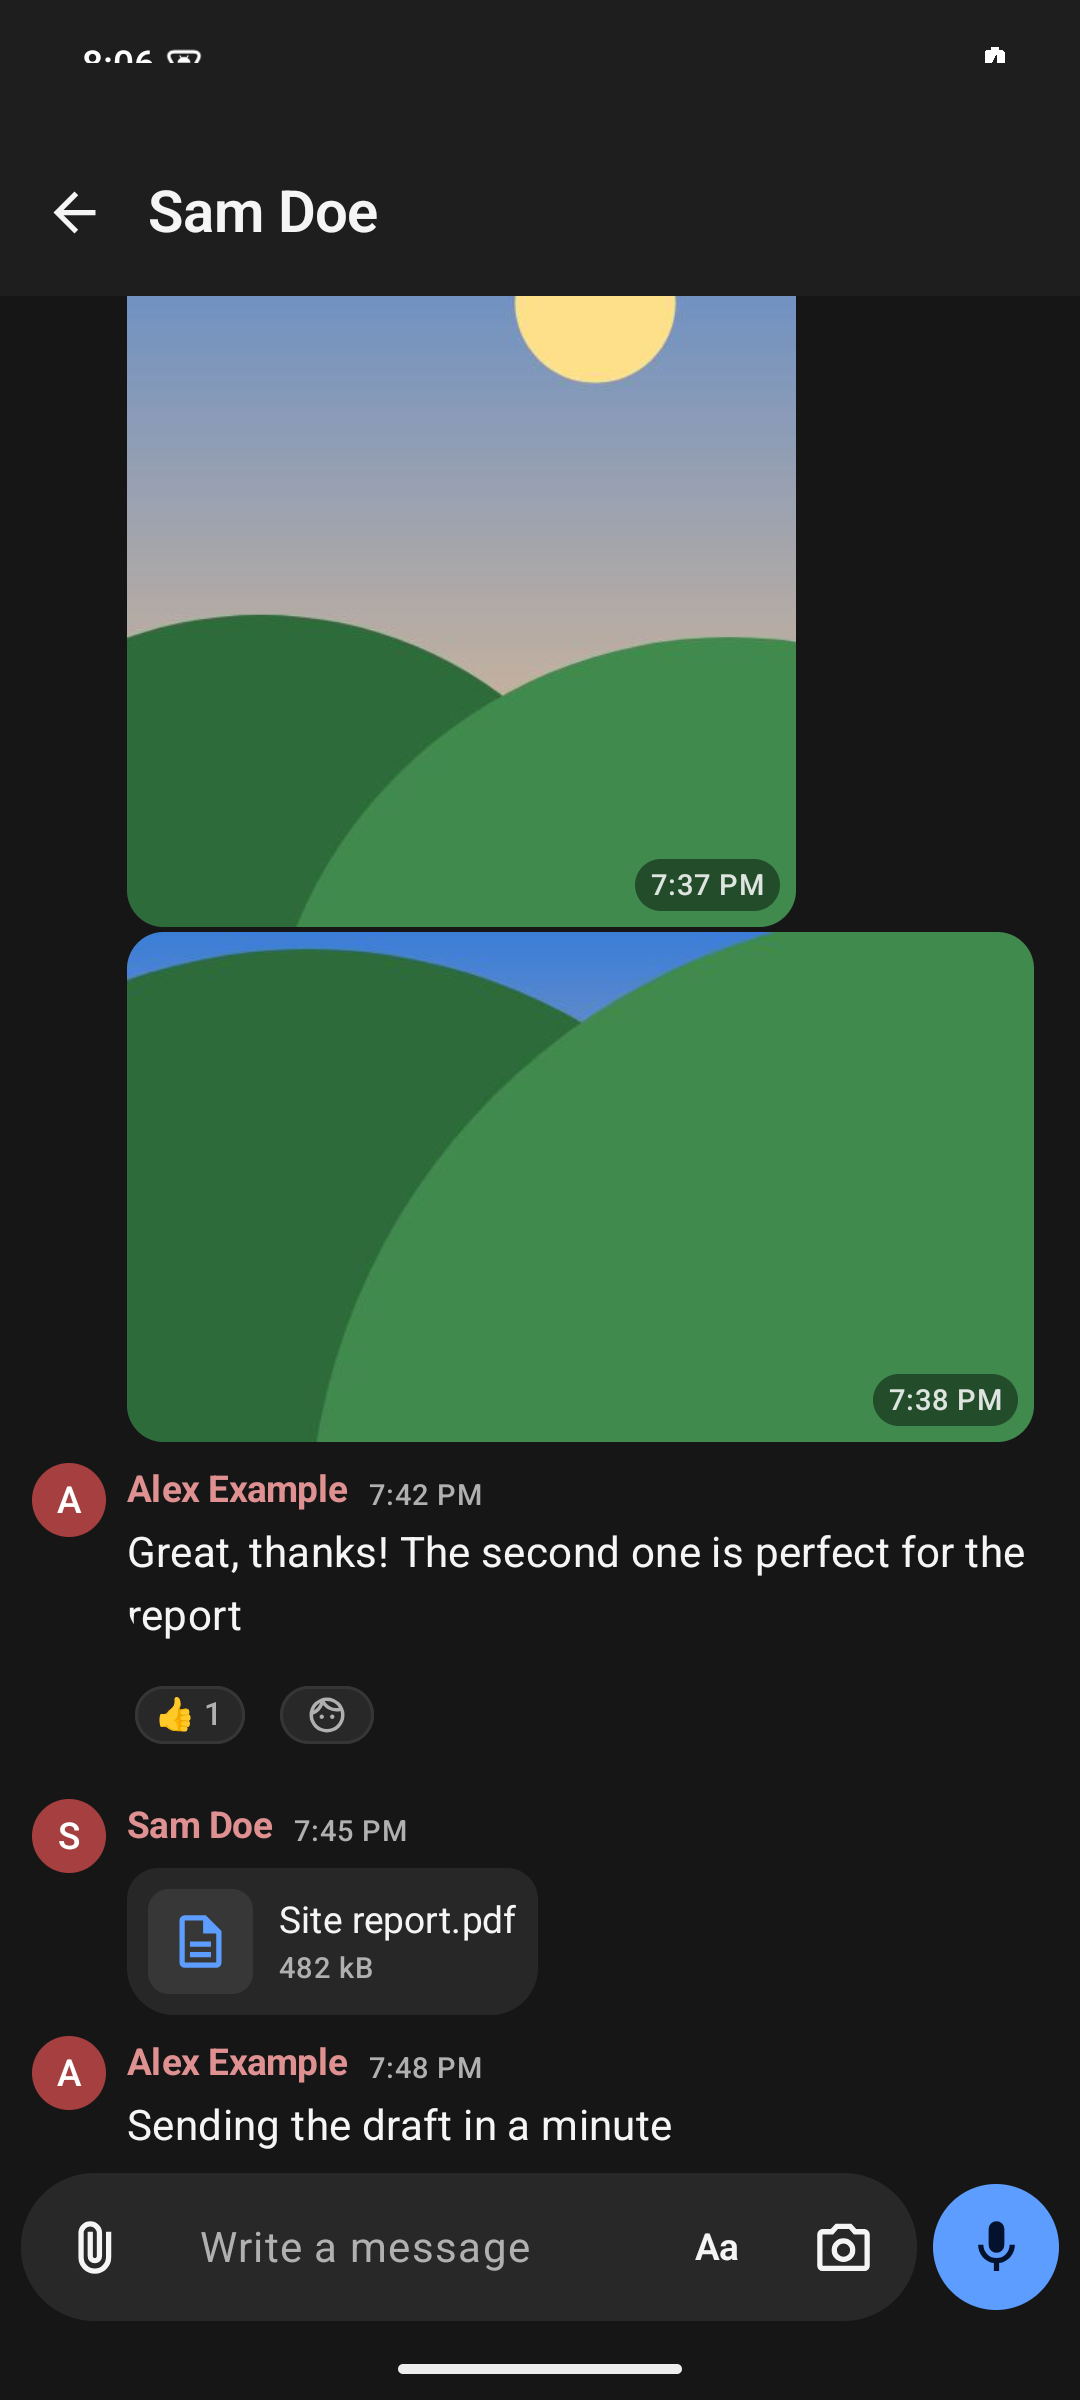 8:06
Sam Doe
7:37 PM
7:38 PM
A
Alex Example 7:42 PM
Great, thanks! The second one is perfect for the
report
👍 1
S
Sam Doe 7:45 PM
Site report.pdf
482 kB
A
Alex Example 7:48 PM
Sending the draft in a minute
Write a message
Aa